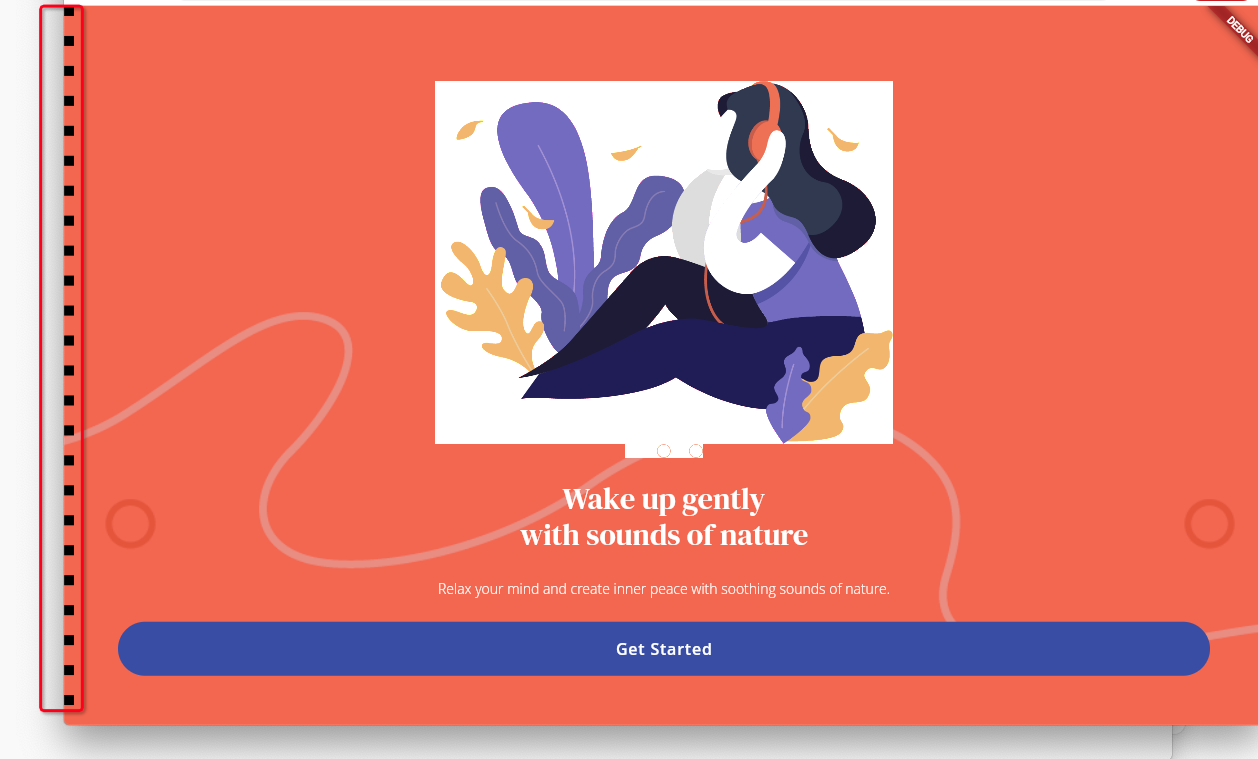 DEBUG
Wake up gently
with sounds of nature
Relax your mind and create inner peace with soothing sounds of nature.
Get Started